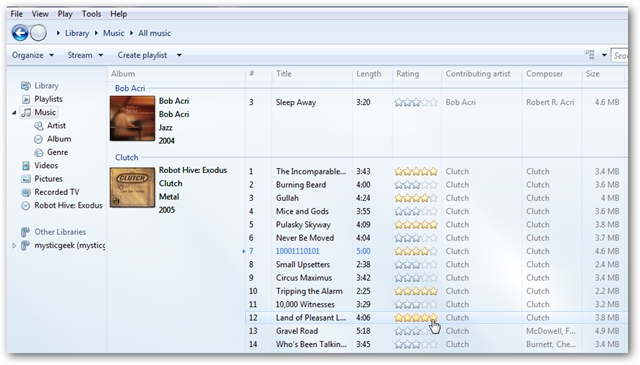 File View Play Tools Help
Library Music All music
Organize Stream Create playlist
Album # Title Length Rating Contributing artist Composer Size
Library
Playlists
Music
Artist
Album
Genre
Videos
Pictures
Recorded TV
Robot Hive: Exodus
Other Libraries
mysticgeek (mysticg
Bob Acri
Bob Acri
Bob Acri
Jazz
2004
3 Sleep Away 3:20 Bob Acri Robert R. Acri 4.6 MB
Clutch
CLUTCH
Robot Hive: Exodus
Clutch
Metal
2005
1 The Incomparable... 3:43 Clutch Clutch 3.4 MB
2 Burning Beard 4:00 Clutch Clutch 3.6 MB
3 Gullah 4:24 Clutch Clutch 4 MB
4 Mice and Gods 3:55 Clutch Clutch 3.6 MB
5 Pulasky Skyway 4:09 Clutch Clutch 3.8 MB
6 Never Be Moved 4:04 Clutch Clutch 3.7 MB
7 10001110101 5:00 Clutch Clutch 4.6 MB
8 Small Upsetters 2:38 Clutch Clutch 2.4 MB
9 Circus Maximus 3:42 Clutch Clutch 3.4 MB
10 Tripping the Alarm 2:25 Clutch Clutch 2.2 MB
11 10,000 Witnesses 3:29 Clutch Clutch 3.2 MB
12 Land of Pleasant L... 4:06 Clutch Clutch 3.8 MB
13 Gravel Road 5:18 Clutch McDowell, F... 4.9 MB
14 Who's Been Talkin... 3:45 Clutch Burnett, Che... 3.4 MB